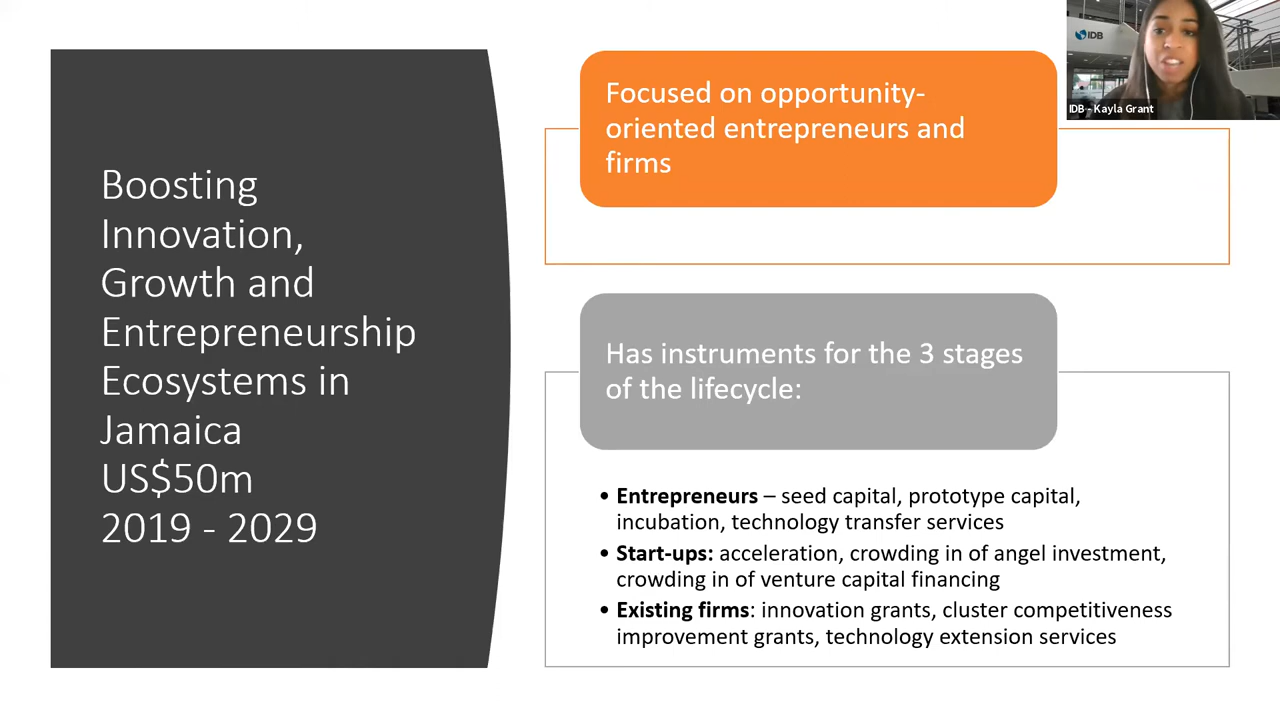 Boosting
Innovation,
Growth and
Entrepreneurship
Ecosystems in
Jamaica
US$50m
2019 - 2029
Focused on opportunity-
oriented entrepreneurs and
firms
Has instruments for the 3 stages
of the lifecycle:
• Entrepreneurs – seed capital, prototype capital,
incubation, technology transfer services
• Start-ups: acceleration, crowding in of angel investment,
crowding in of venture capital financing
• Existing firms: innovation grants, cluster competitiveness
improvement grants, technology extension services
IDB
IDB - Kayla Grant